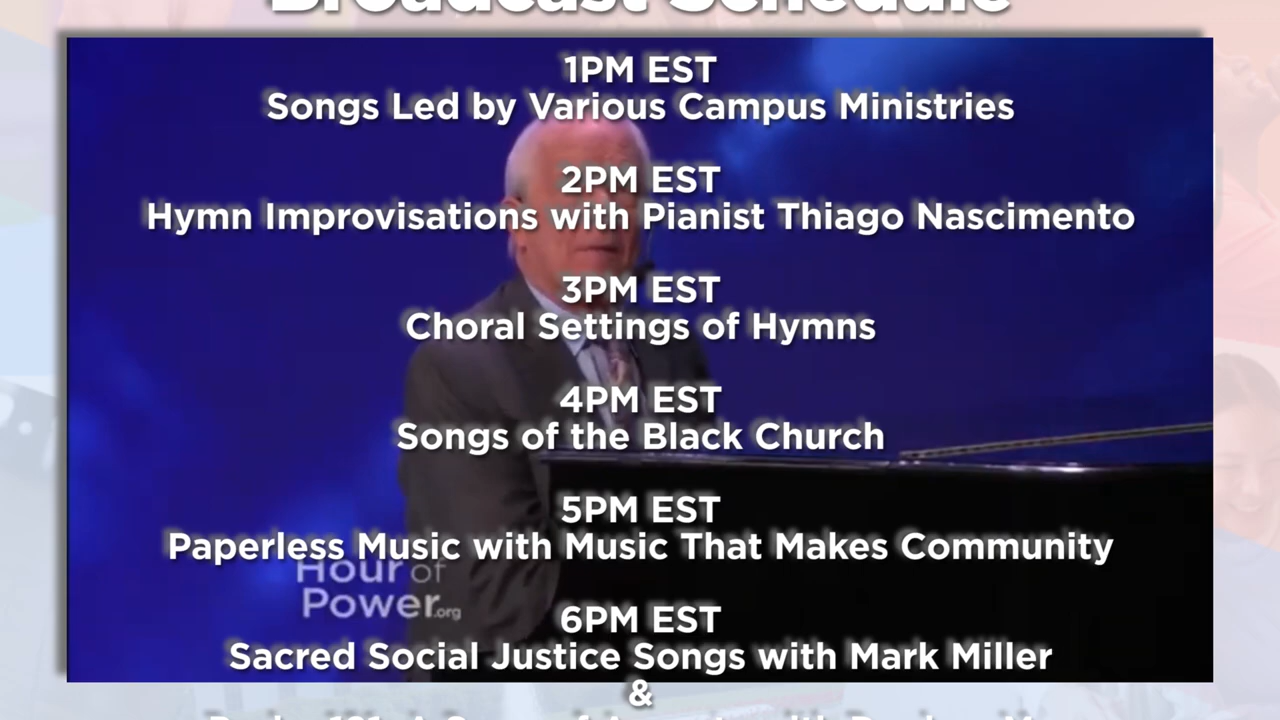 Broadcast Schedule
1PM EST
Songs Led by Various Campus Ministries
2PM EST
Hymn Improvisations with Pianist Thiago Nascimento
3PM EST
Choral Settings of Hymns
4PM EST
Songs of the Black Church
5PM EST
Paperless Music with Music That Makes Community
Hour of
Power.org
6PM EST
Sacred Social Justice Songs with Mark Miller
&